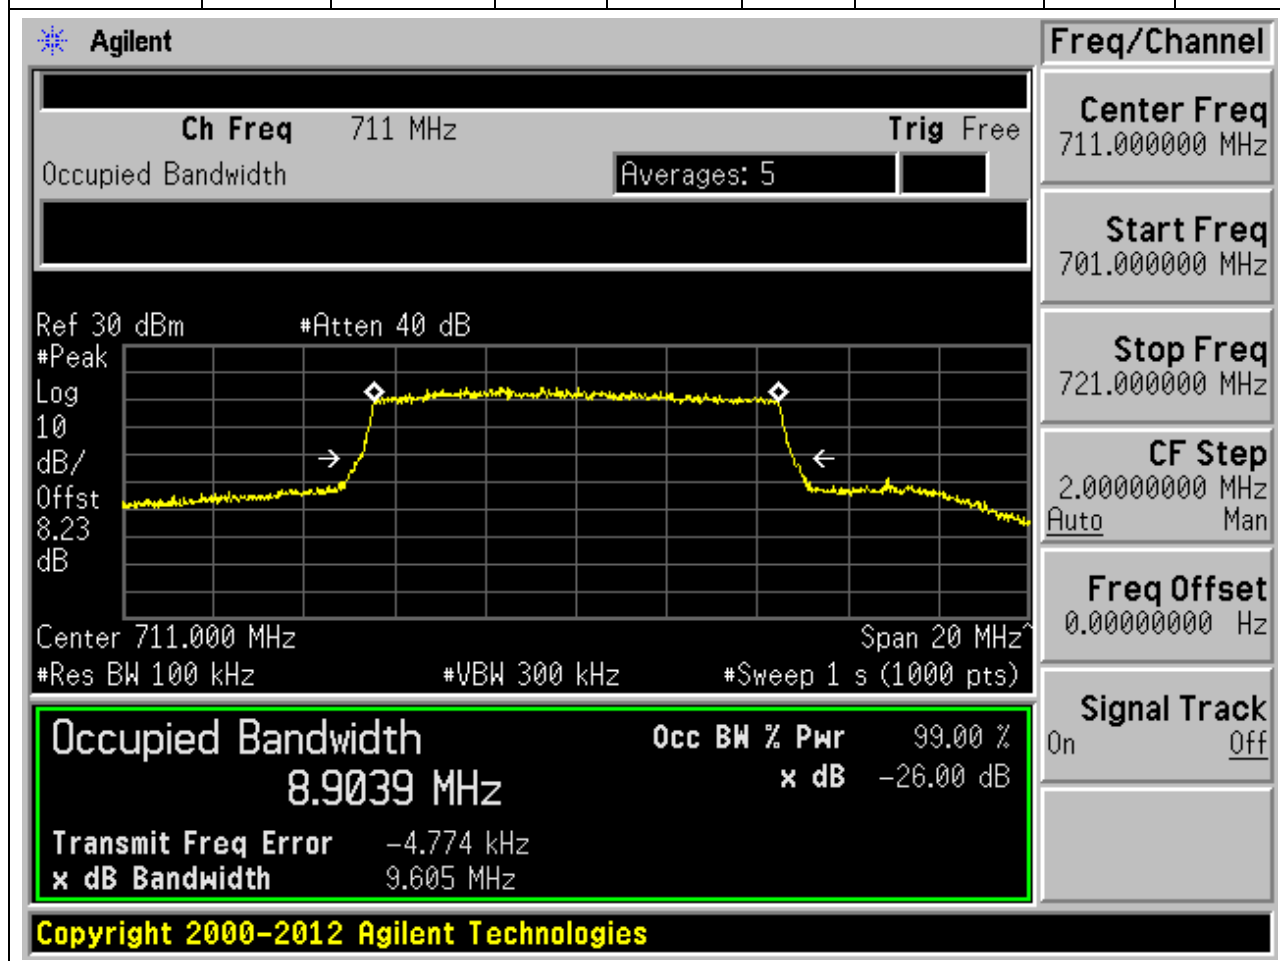 Agilent
Freq/Channel
Ch Freq 711 MHz Trig Free
Occupied Bandwidth Averages: 5
Center Freq
711.000000 MHz
Start Freq
701.000000 MHz
Stop Freq
721.000000 MHz
CF Step
2.00000000 MHz
Auto Man
Freq Offset
0.00000000 Hz
Signal Track
On Off
Ref 30 dBm #Atten 40 dB
#Peak
Log
10
dB/
Offst
8.23
dB
Center 711.000 MHz Span 20 MHz^
#Res BW 100 kHz #VBW 300 kHz #Sweep 1 s (1000 pts)
Occupied Bandwidth Occ BW % Pwr 99.00 %
8.9039 MHz x dB -26.00 dB
Transmit Freq Error -4.774 kHz
x dB Bandwidth 9.605 MHz
Copyright 2000-2012 Agilent Technologies